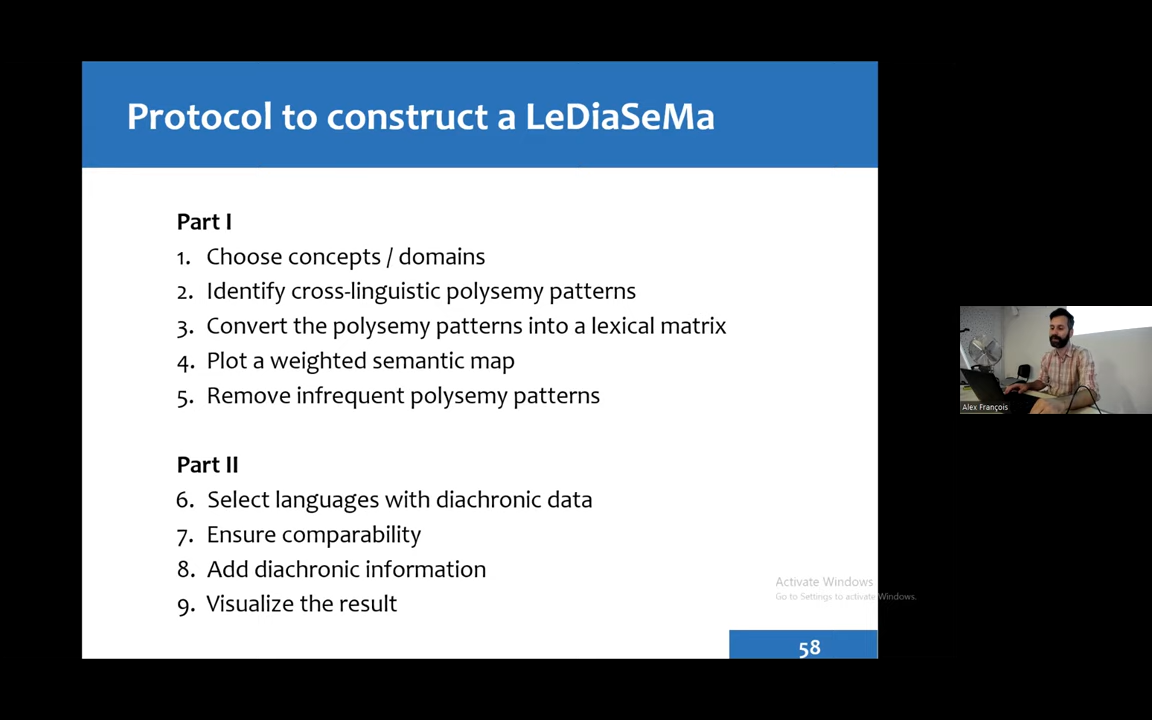 Protocol to construct a LeDiaSeMa
Part I
1. Choose concepts / domains
2. Identify cross-linguistic polysemy patterns
3. Convert the polysemy patterns into a lexical matrix
4. Plot a weighted semantic map
5. Remove infrequent polysemy patterns
Part II
6. Select languages with diachronic data
7. Ensure comparability
8. Add diachronic information
9. Visualize the result
Activate Windows
Go to Settings to activate Windows.
58
Alex François